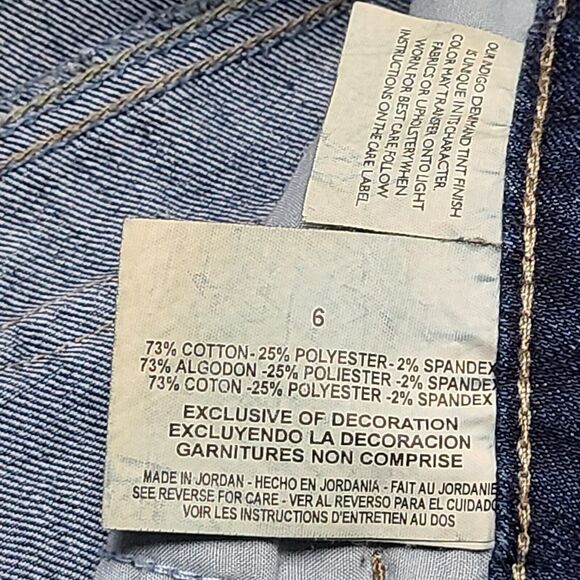 OUR INDIGO DENIM AND TINT FINISH
IS UNIQUE IN ITS CHARACTER.
COLOR MAY TRANSFER ONTO LIGHT
FABRICS OR UPHOLSTERY WHEN
WORN. FOR BEST CARE, FOLLOW
INSTRUCTIONS ON THE CARE LABEL.
6
73% COTTON- 25% POLYESTER - 2% SPANDEX
73% ALGODON -25% POLIESTER -2% SPANDEX
73% COTON -25% POLYESTER -2% SPANDEX
EXCLUSIVE OF DECORATION
EXCLUYENDO LA DECORACION
GARNITURES NON COMPRISE
MADE IN JORDAN - HECHO EN JORDANIA - FAIT AU JORDANIE
SEE REVERSE FOR CARE - VER AL REVERSO PARA EL CUIDADO
VOIR LES INSTRUCTIONS D'ENTRETIEN AU DOS